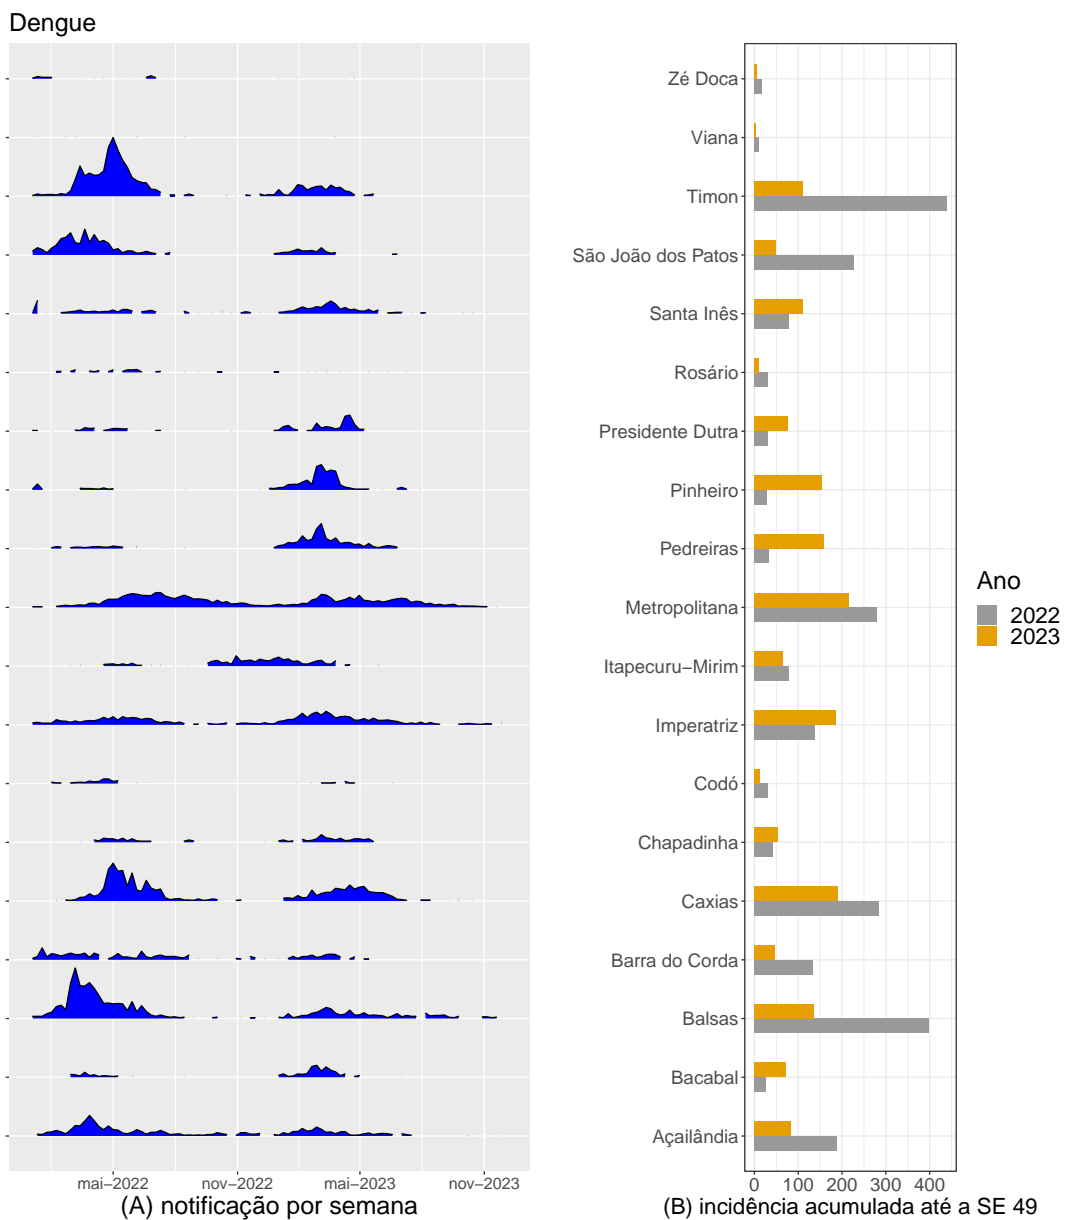 Dengue
Zé Doca
Viana
Timon
São João dos Patos
Santa Inês
Rosário
Presidente Dutra
Pinheiro
Pedreiras
Metropolitana
Itapecuru−Mirim
Imperatriz
Codó
Chapadinha
Caxias
Barra do Corda
Balsas
Bacabal
Açailândia
Ano
2022
2023
mai−2022 nov−2022 mai−2023 nov−2023
0 100 200 300 400
(A) notificação por semana
(B) incidência acumulada até a SE 49